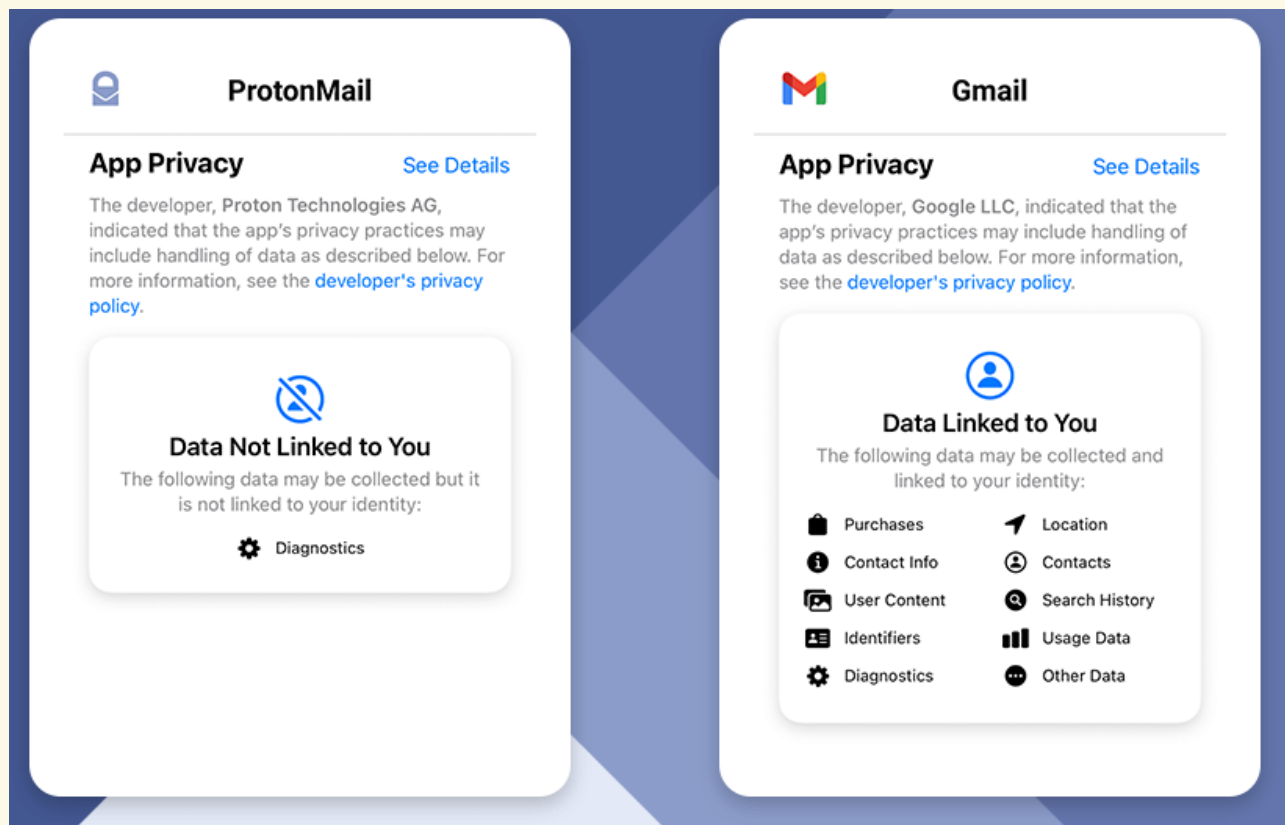 ProtonMail
App Privacy
See Details
The developer, Proton Technologies AG,
indicated that the app's privacy practices may
include handling of data as described below. For
more information, see the developer's privacy
policy.
Data Not Linked to You
The following data may be collected but it
is not linked to your identity:
Diagnostics
Gmail
App Privacy
See Details
The developer, Google LLC, indicated that the
app's privacy practices may include handling of
data as described below. For more information,
see the developer's privacy policy.
Data Linked to You
The following data may be collected and
linked to your identity:
Purchases
Location
Contact Info
Contacts
User Content
Search History
Identifiers
Usage Data
Diagnostics
Other Data